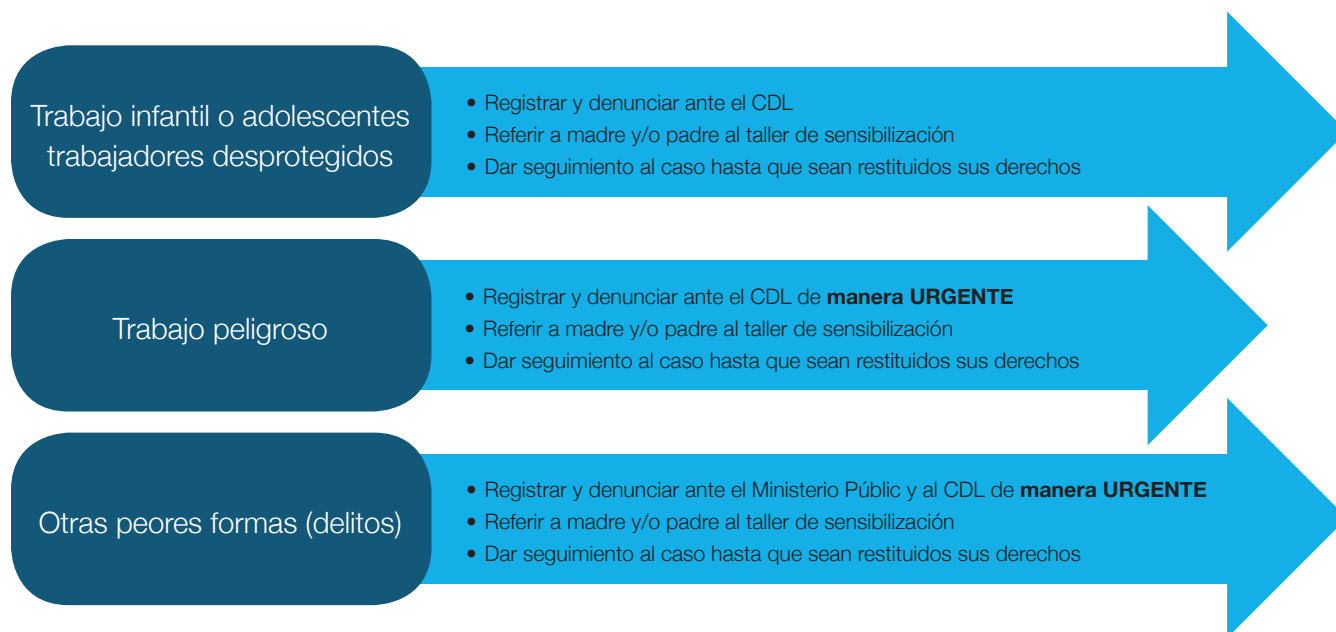 Trabajo infantil o adolescentes
trabajadores desprotegidos
• Registrar y denunciar ante el CDL
• Referir a madre y/o padre al taller de sensibilización
• Dar seguimiento al caso hasta que sean restituidos sus derechos
Trabajo peligroso
• Registrar y denunciar ante el CDL de manera URGENTE
• Referir a madre y/o padre al taller de sensibilización
• Dar seguimiento al caso hasta que sean restituidos sus derechos
Otras peores formas (delitos)
• Registrar y denunciar ante el Ministerio Públic y al CDL de manera URGENTE
• Referir a madre y/o padre al taller de sensibilización
• Dar seguimiento al caso hasta que sean restituidos sus derechos